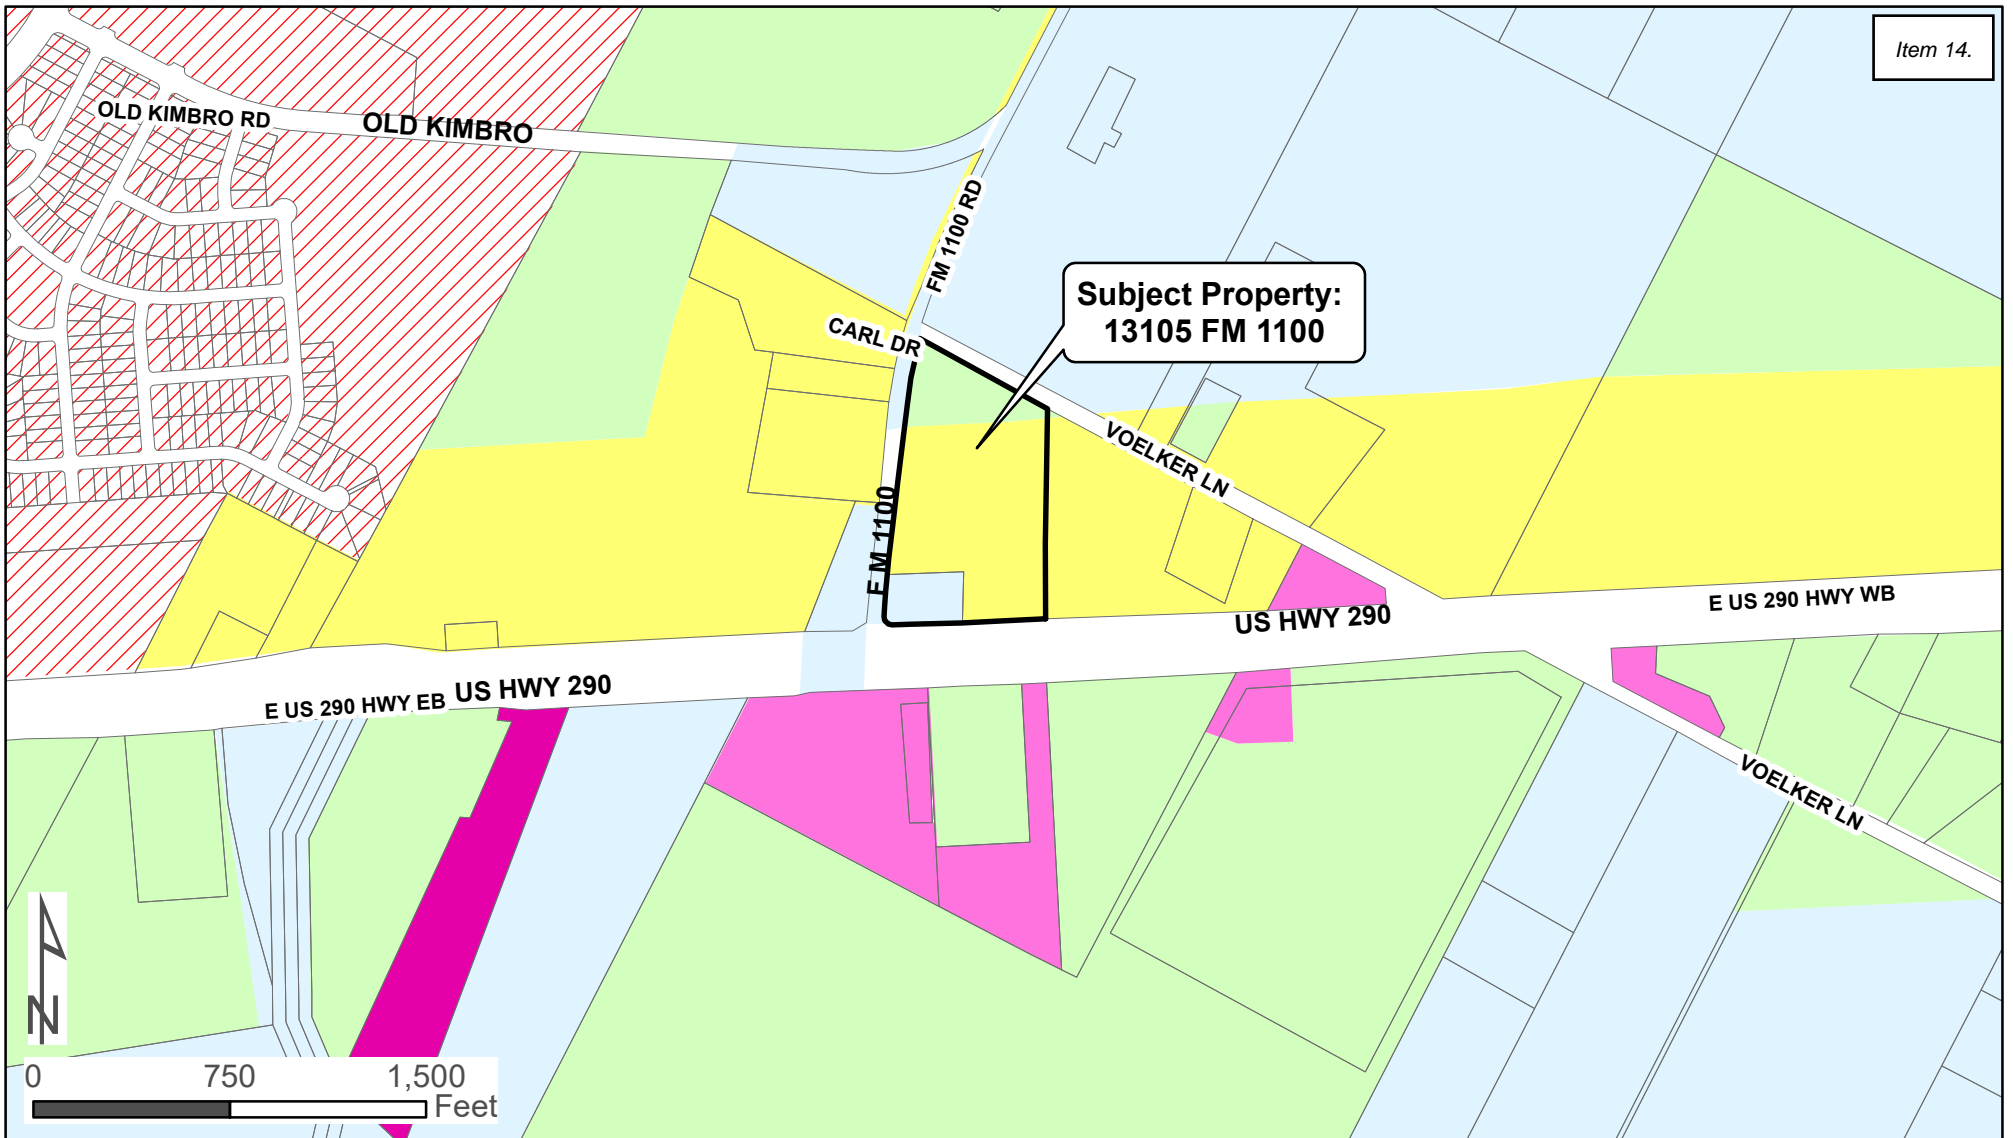 Item 14.
OLD KIMBRO RD
OLD KIMBRO
FM 1100 RD
Subject Property:
13105 FM 1100
CARL DR
VOELKER LN
F M 1100
E US 290 HWY WB
US HWY 290
US HWY 290
E US 290 HWY EB
VOELKER LN
N
0 750 1,500
Feet